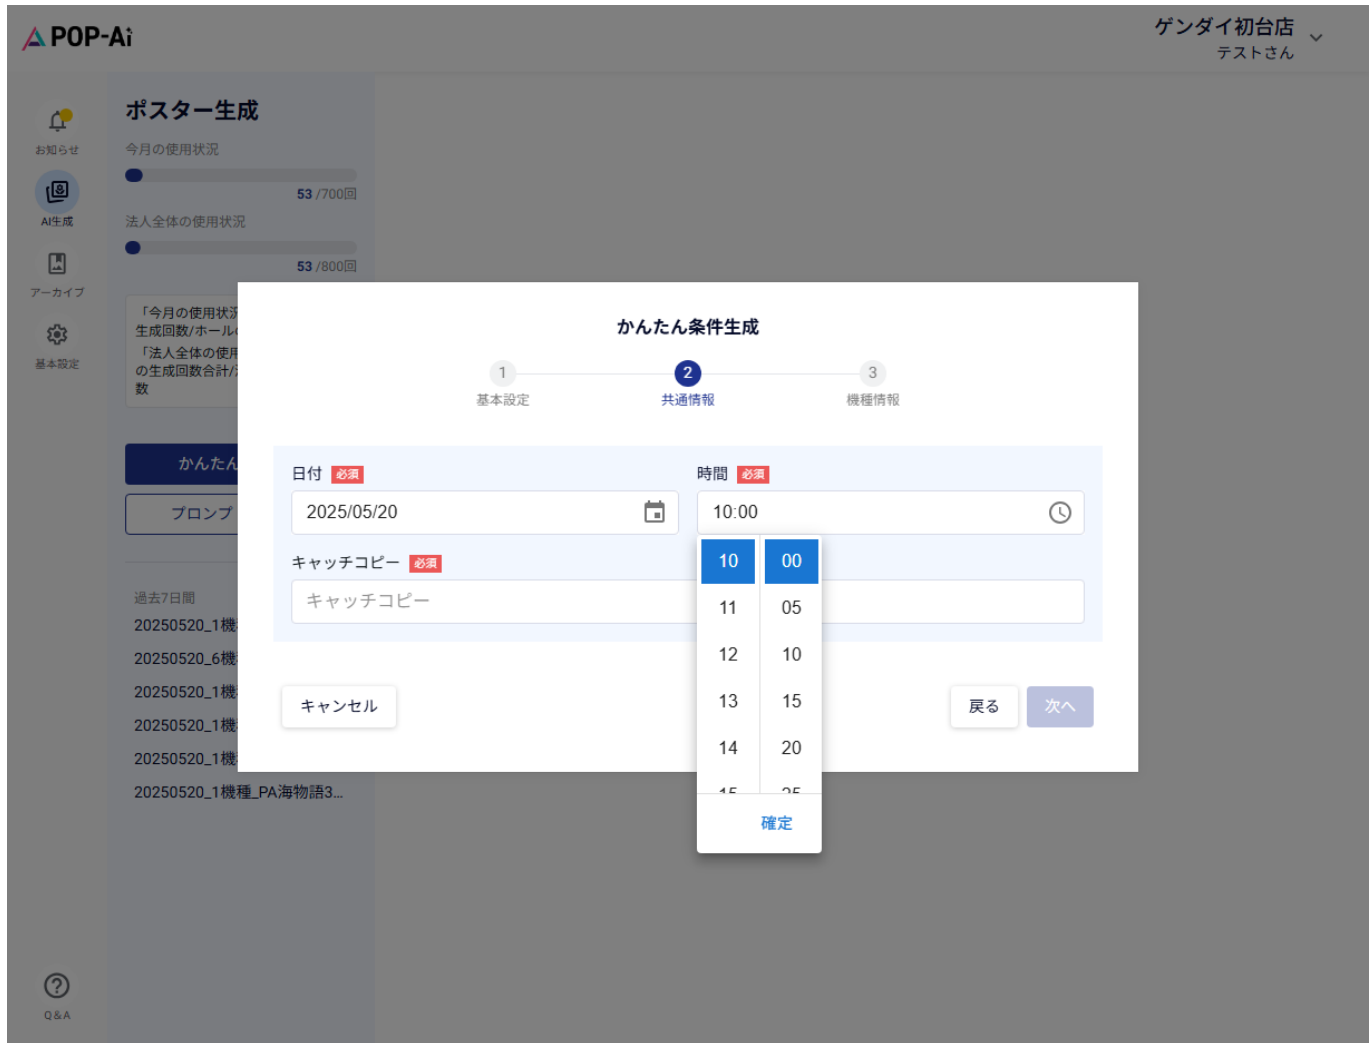 POP-Ai
ゲンダイ初台店
テストさん
お知らせ
AI生成
アーカイブ
基本設定
Q&A
ポスター生成
今月の使用状況
53 /700回
法人全体の使用状況
53 /800回
「今月の使用状況
生成回数/ホール
「法人全体の使用
の生成回数合計/
数
かんたん
プロンプ
過去7日間
20250520_1機
20250520_6機
20250520_1機
20250520_1機
20250520_1機
20250520_1機種_PA海物語3...
かんたん条件生成
1
2
3
基本設定
共通情報
機種情報
日付 必須
時間 必須
2025/05/20
10:00
キャッチコピー 必須
キャッチコピー
10 00
11 05
12 10
13 15
14 20
15 25
確定
キャンセル
戻る
次へ